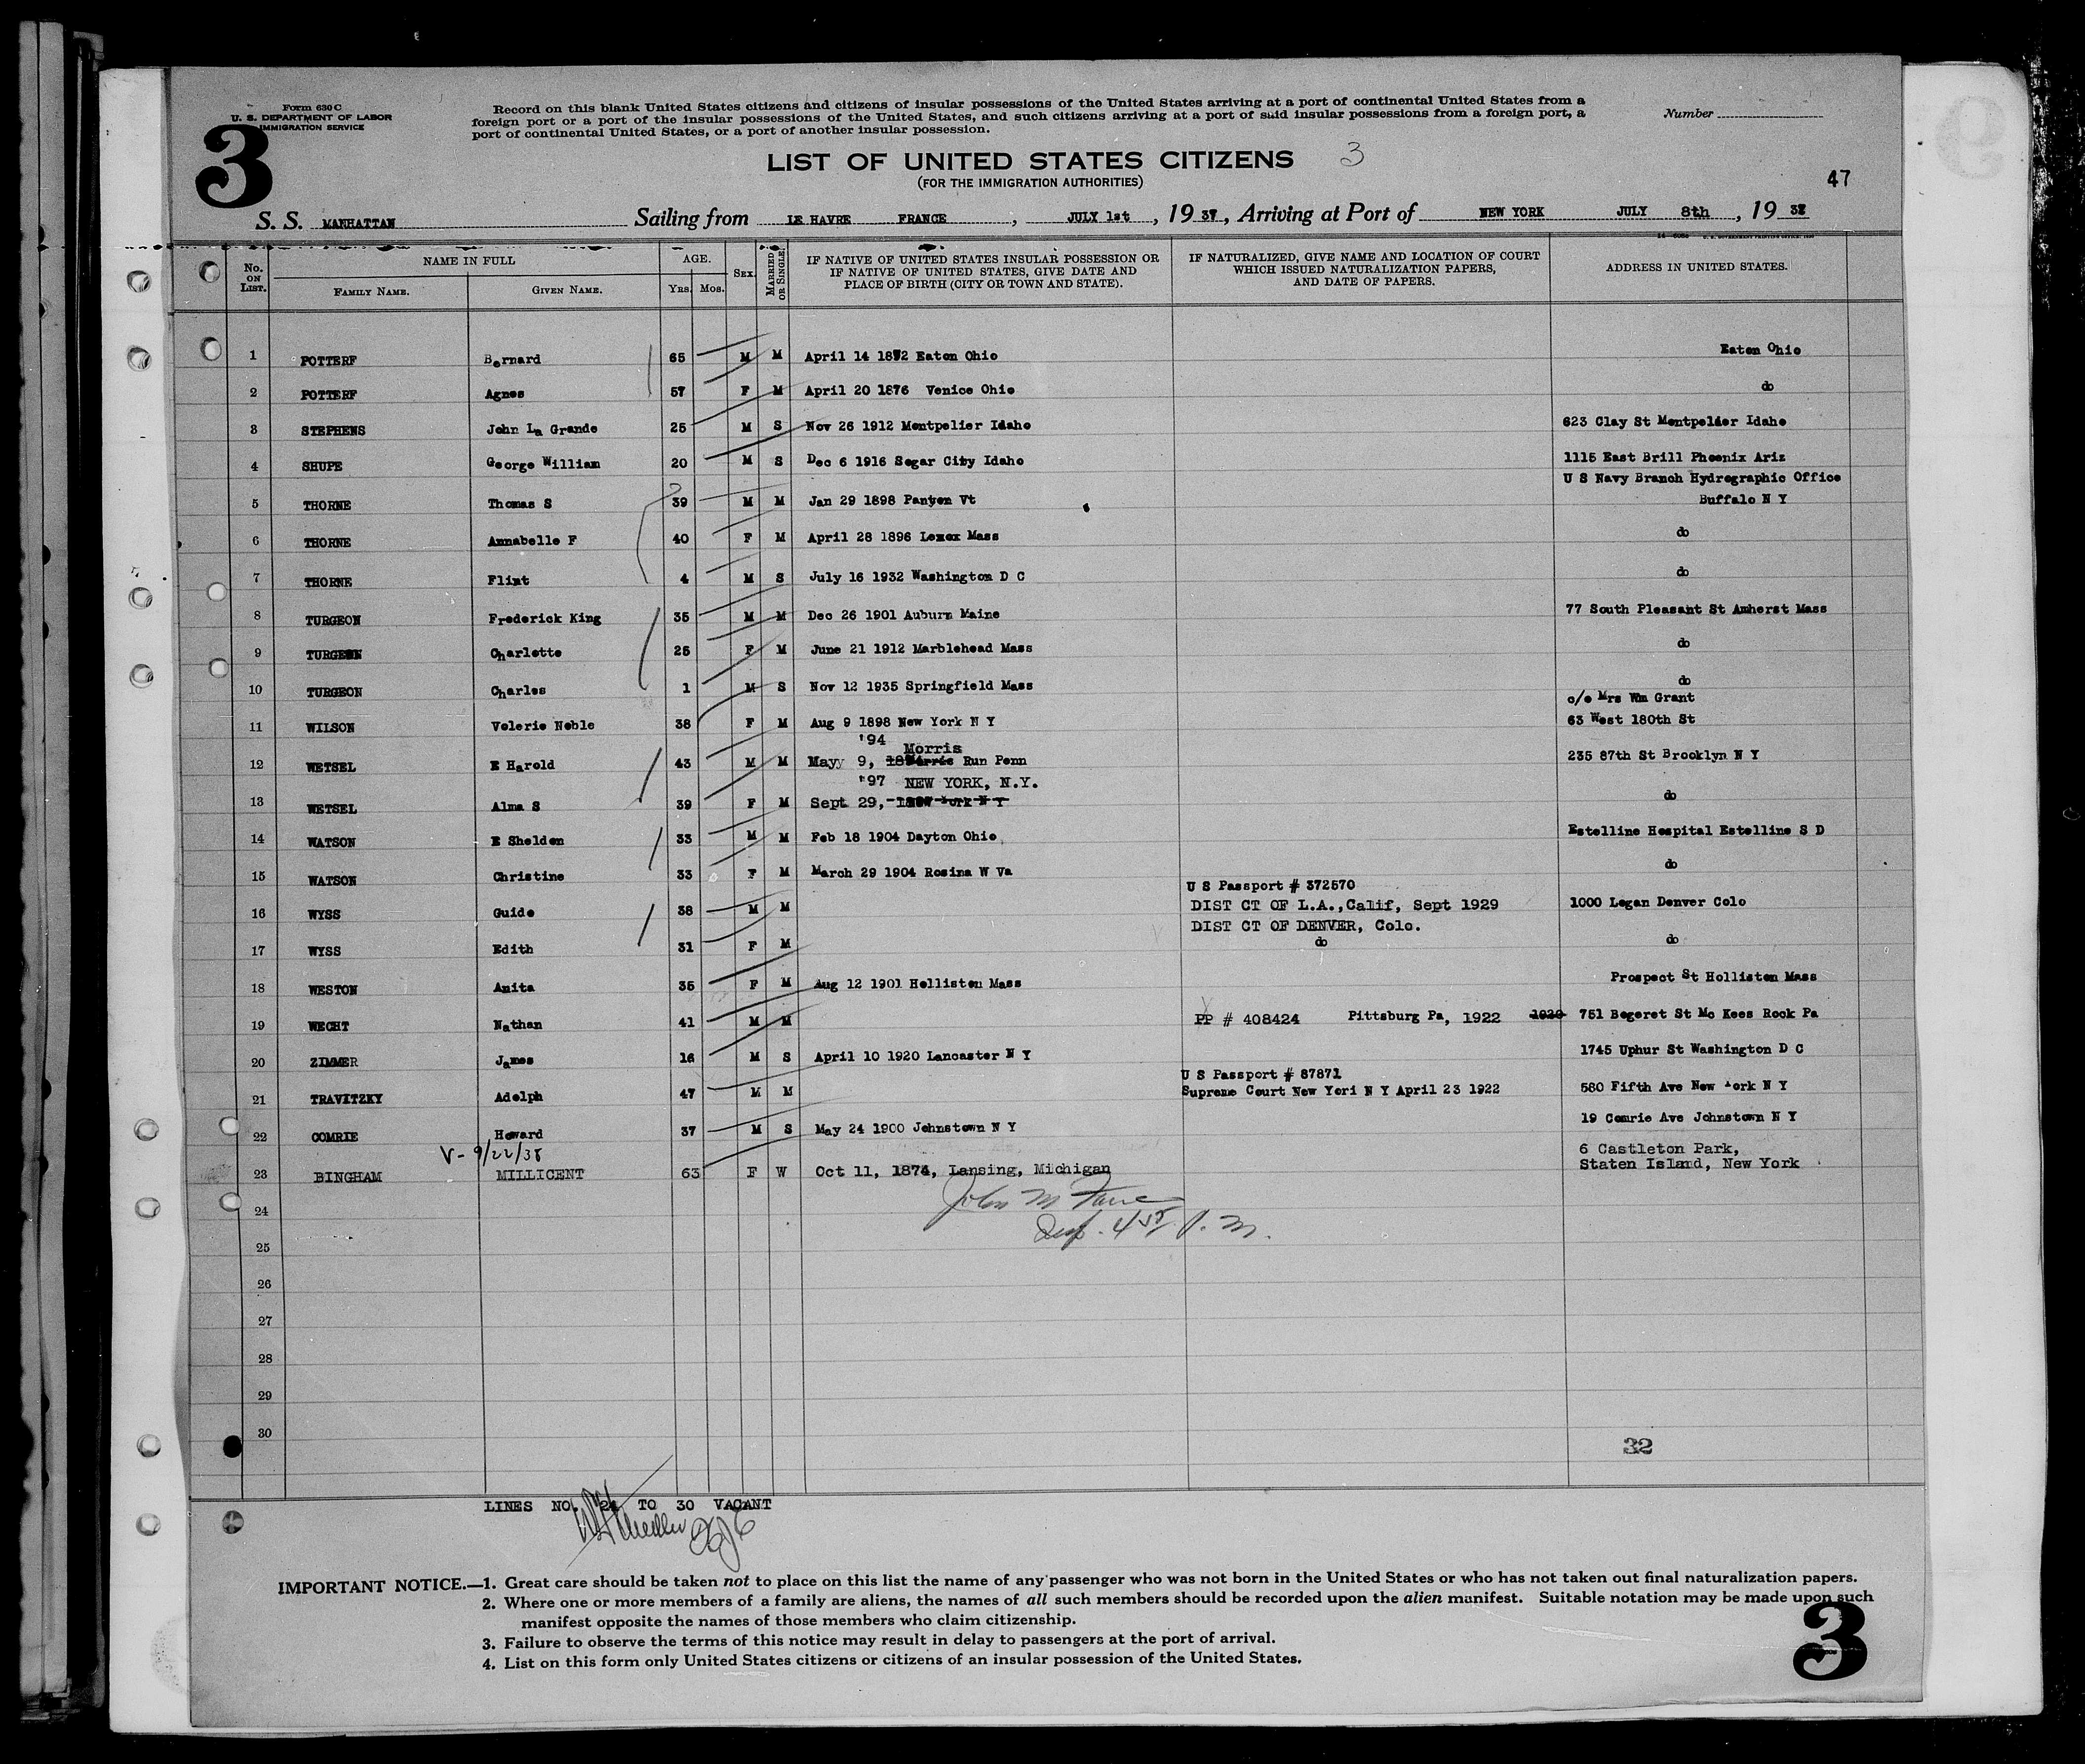 Form 630 C
U. S. DEPARTMENT OF LABOR
IMMIGRATION SERVICE
3
Record on this blank United States citizens and citizens of insular possessions of the United States arriving at a port of continental United States from a
foreign port or a port of the insular possessions of the United States, and such citizens arriving at a port of said insular possessions from a foreign port, a
port of continental United States, or a port of another insular possession.
Number
LIST OF UNITED STATES CITIZENS 3
(FOR THE IMMIGRATION AUTHORITIES)
47
S. S. MANHATTAN Sailing from LE HAVRE FRANCE , JULY 1st , 19 37 , Arriving at Port of NEW YORK JULY 8th , 19 37
No. ON LIST. NAME IN FULL FAMILY NAME. GIVEN NAME. AGE. YRS. MOS. SEX. MARRIED OR SINGLE IF NATIVE OF UNITED STATES INSULAR POSSESSION OR IF NATIVE OF UNITED STATES, GIVE DATE AND PLACE OF BIRTH (CITY OR TOWN AND STATE). IF NATURALIZED, GIVE NAME AND LOCATION OF COURT WHICH ISSUED NATURALIZATION PAPERS, AND DATE OF PAPERS. ADDRESS IN UNITED STATES.
1 POTTERF Bernard 65 M M April 14 1872 Eaton Ohio Eaton Ohio
2 POTTERF Agnes 57 F M April 20 1876 Venice Ohio do
3 STEPHENS John La Grande 25 M S Nov 26 1912 Montpelier Idaho 623 Clay St Montpelier Idaho
4 SHUPE George William 20 M S Dec 6 1916 Segar City Idaho 1115 East Brill Phoenix Ariz
U S Navy Branch Hydrographic Office
5 THORNE Thomas S 39 M M Jan 29 1898 Panton Vt Buffalo N Y
6 THORNE Annabelle F 40 F M April 28 1896 Lenox Mass do
7 THORNE Flint 4 M S July 16 1932 Washington D C do
8 TURGEON Frederick King 35 M M Dec 26 1901 Auburn Maine 77 South Pleasant St Amherst Mass
9 TURGEON Charlotte 25 F M June 21 1912 Marblehead Mass do
10 TURGEON Charles 1 M S Nov 12 1935 Springfield Mass do
c/o Mrs Wm Grant
11 WILSON Velerie Noble 38 F M Aug 9 1898 New York N Y 63 West 180th St
'94 Morris
12 WETSEL E Harold 43 M M Mayy 9, Run Penn 235 87th St Brooklyn N Y
'97 NEW YORK, N.Y.
13 WETSEL Alma S 39 F M Sept 29, do
14 WATSON E Sheldon 33 M M Feb 18 1904 Dayton Ohio Estelline Hospital Estelline S D
15 WATSON Christine 33 F M March 29 1904 Rosina W Va do
U S Passport # 372570
16 WYSS Guido 38 M M DIST CT OF L.A.,Calif, Sept 1929 1000 Logan Denver Colo
DIST CT OF DENVER, Colo.
17 WYSS Edith 31 F M do do
18 WESTON Anita 35 F M Aug 12 1901 Holliston Mass Prospect St Holliston Mass
19 WECHT Nathan 41 M M PP # 408424 Pittsburg Pa, 1922 1920 751 Bogeret St Mc Kees Rock Pa
20 ZIMMER James 16 M S April 10 1920 Lancaster N Y 1745 Uphur St Washington D C
U S Passport # 87871
21 TRAVITZKY Adolph 47 M M Supreme Court New Yori N Y April 23 1922 580 Fifth Ave New York N Y
22 COMRIE Howard 37 M S May 24 1900 Johnstown N Y 19 Comrie Ave Johnstown N Y
V- 9/22/38
6 Castleton Park,
23 BINGHAM MILLICENT 63 F W Oct 11, 1874, Lansing, Michigan Staten Island, New York
24
25
26
27
28
29
30
32
LINES NO. 24 TO 30 VACANT
IMPORTANT NOTICE.—1. Great care should be taken not to place on this list the name of any passenger who was not born in the United States or who has not taken out final naturalization papers.
2. Where one or more members of a family are aliens, the names of all such members should be recorded upon the alien manifest. Suitable notation may be made upon such
manifest opposite the names of those members who claim citizenship.
3. Failure to observe the terms of this notice may result in delay to passengers at the port of arrival.
4. List on this form only United States citizens or citizens of an insular possession of the United States.
3